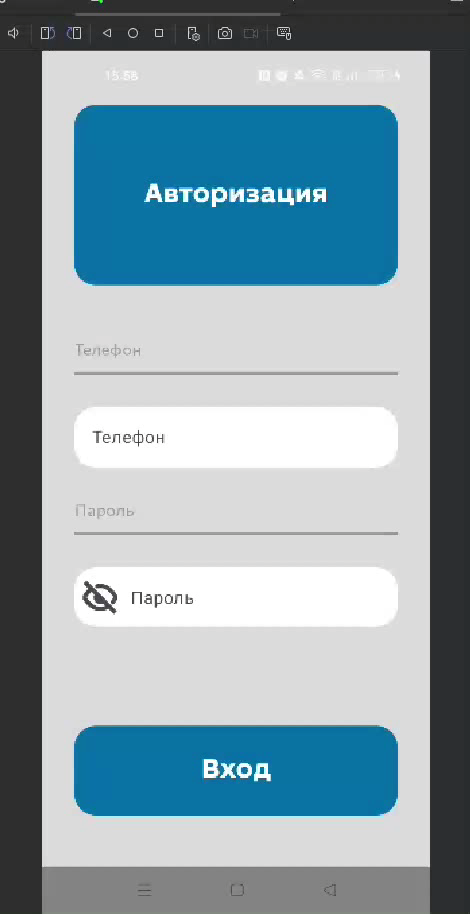 15:58
Авторизация
Телефон
Телефон
Пароль
Пароль
Вход